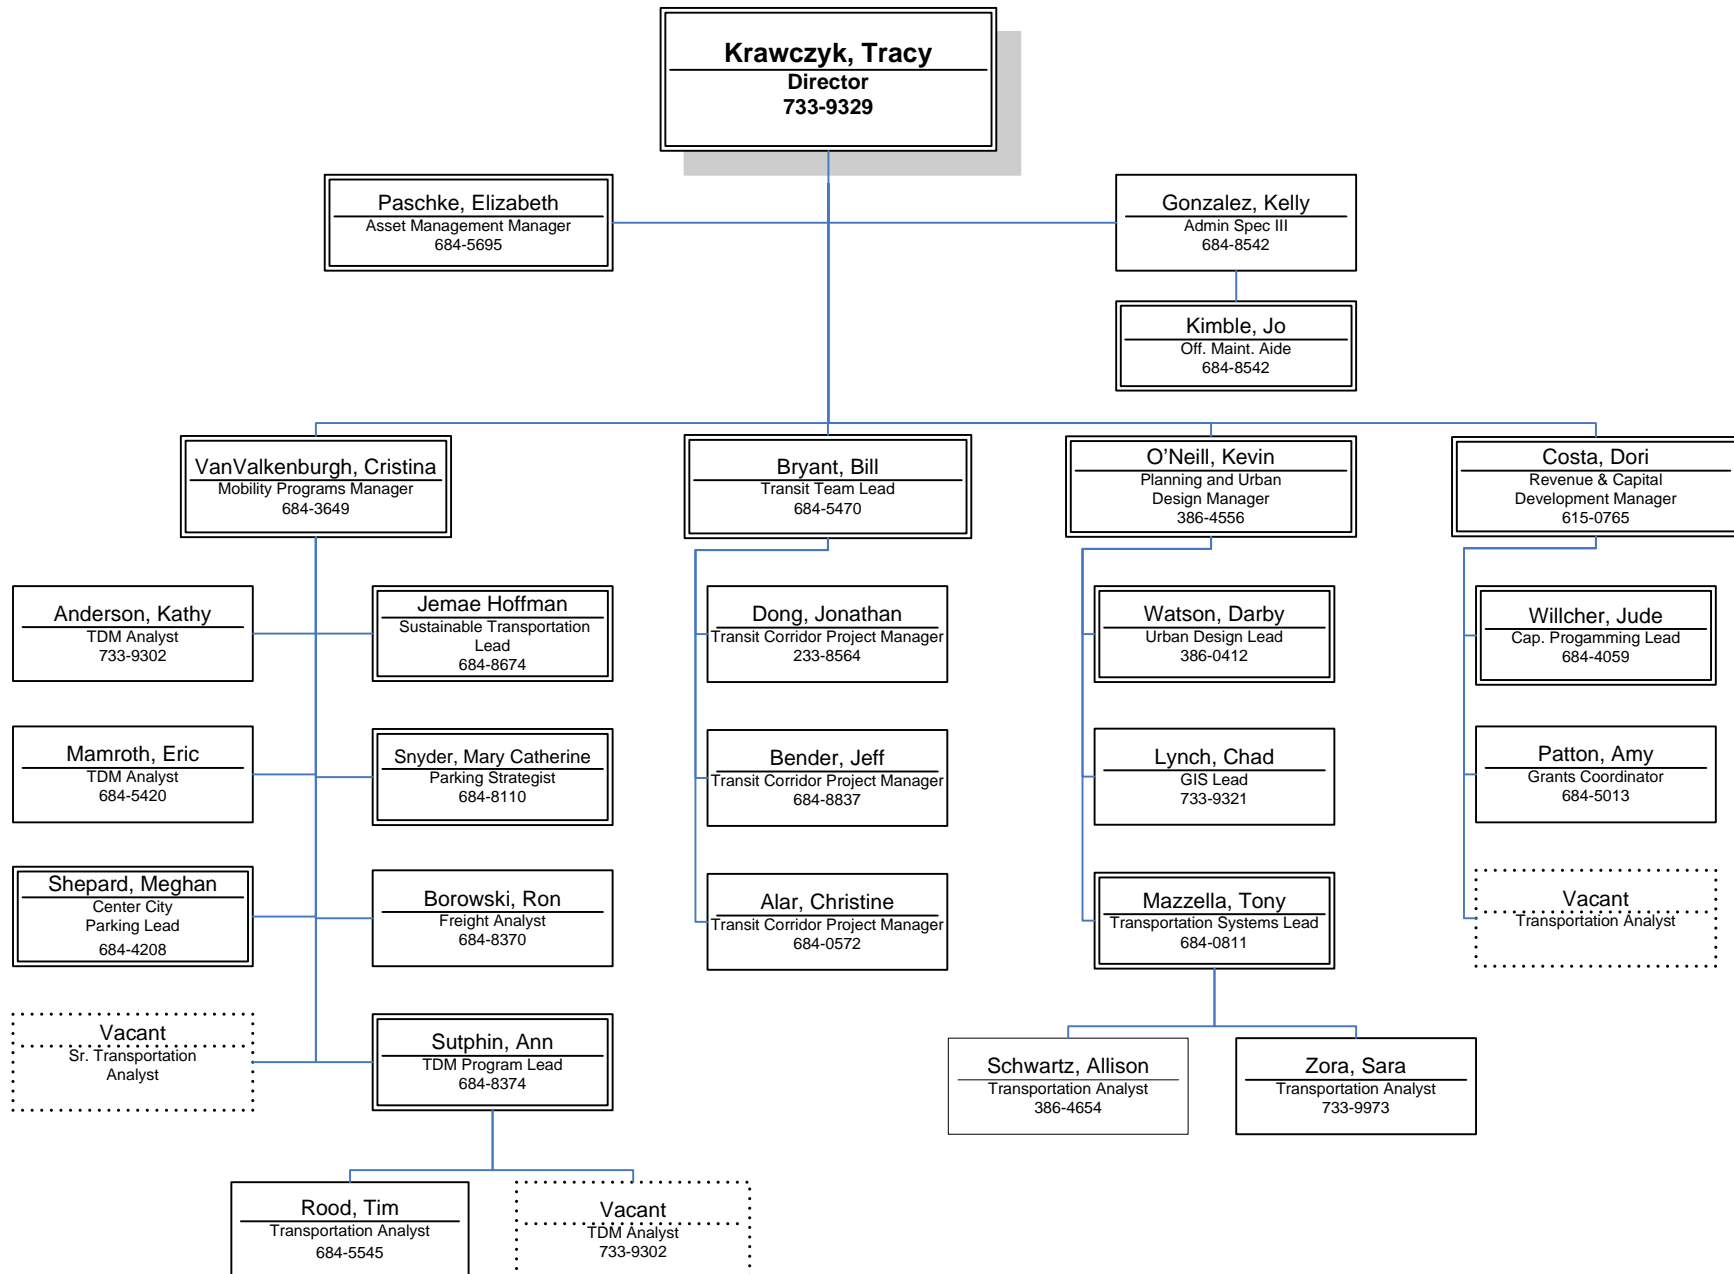 Krawczyk, Tracy
Director
733-9329
Paschke, Elizabeth
Asset Management Manager
684-5695
Gonzalez, Kelly
Admin Spec III
684-8542
Kimble, Jo
Off. Maint. Aide
684-8542
VanValkenburgh, Cristina
Mobility Programs Manager
684-3649
Bryant, Bill
Transit Team Lead
684-5470
O’Neill, Kevin
Planning and Urban
Design Manager
386-4556
Costa, Dori
Revenue & Capital
Development Manager
615-0765
Anderson, Kathy
TDM Analyst
733-9302
Jemae Hoffman
Sustainable Transportation
Lead
684-8674
Dong, Jonathan
Transit Corridor Project Manager
233-8564
Watson, Darby
Urban Design Lead
386-0412
Willcher, Jude
Cap. Progamming Lead
684-4059
Mamroth, Eric
TDM Analyst
684-5420
Snyder, Mary Catherine
Parking Strategist
684-8110
Bender, Jeff
Transit Corridor Project Manager
684-8837
Lynch, Chad
GIS Lead
733-9321
Patton, Amy
Grants Coordinator
684-5013
Shepard, Meghan
Center City
Parking Lead
684-4208
Borowski, Ron
Freight Analyst
684-8370
Alar, Christine
Transit Corridor Project Manager
684-0572
Mazzella, Tony
Transportation Systems Lead
684-0811
Vacant
Transportation Analyst
Vacant
Sr. Transportation
Analyst
Sutphin, Ann
TDM Program Lead
684-8374
Schwartz, Allison
Transportation Analyst
386-4654
Zora, Sara
Transportation Analyst
733-9973
Rood, Tim
Transportation Analyst
684-5545
Vacant
TDM Analyst
733-9302